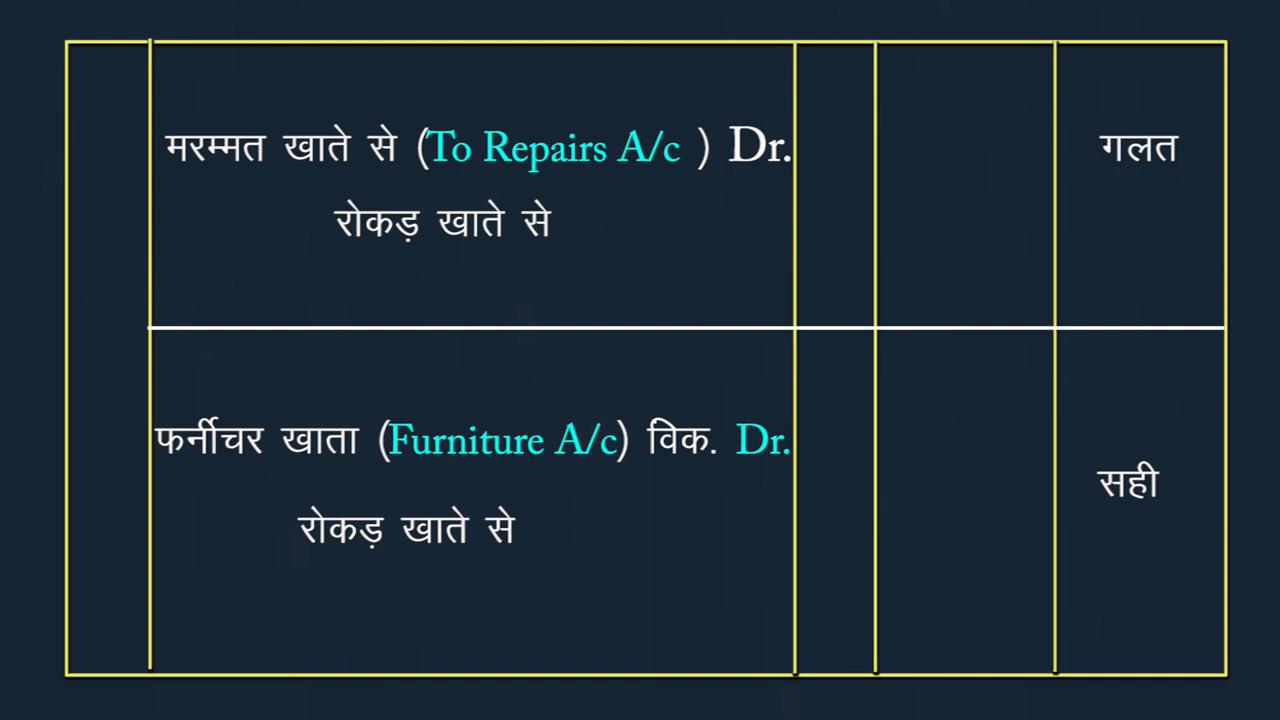 मरम्मत खाते से (To Repairs A/c ) Dr.
गलत
रोकड़ खाते से
फर्नीचर खाता (Furniture A/c) विक. Dr.
सही
रोकड़ खाते से